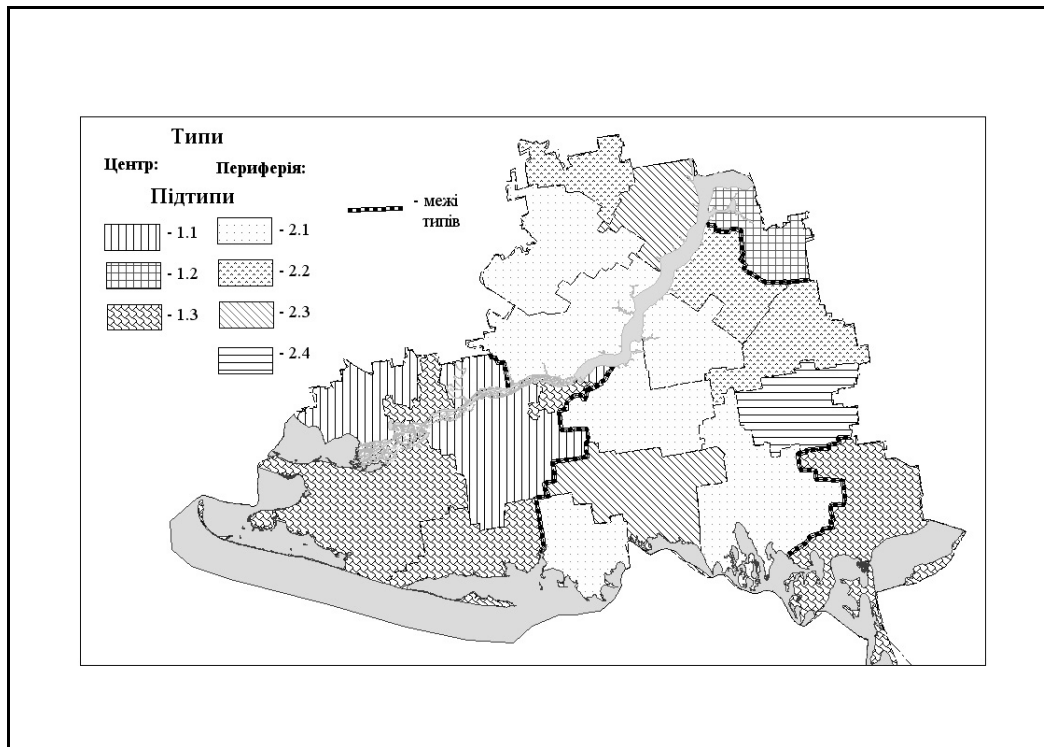 Типи
Центр: Периферія:
Підтипи
- межі
типів
- 1.1 - 2.1
- 1.2 - 2.2
- 1.3 - 2.3
- 2.4